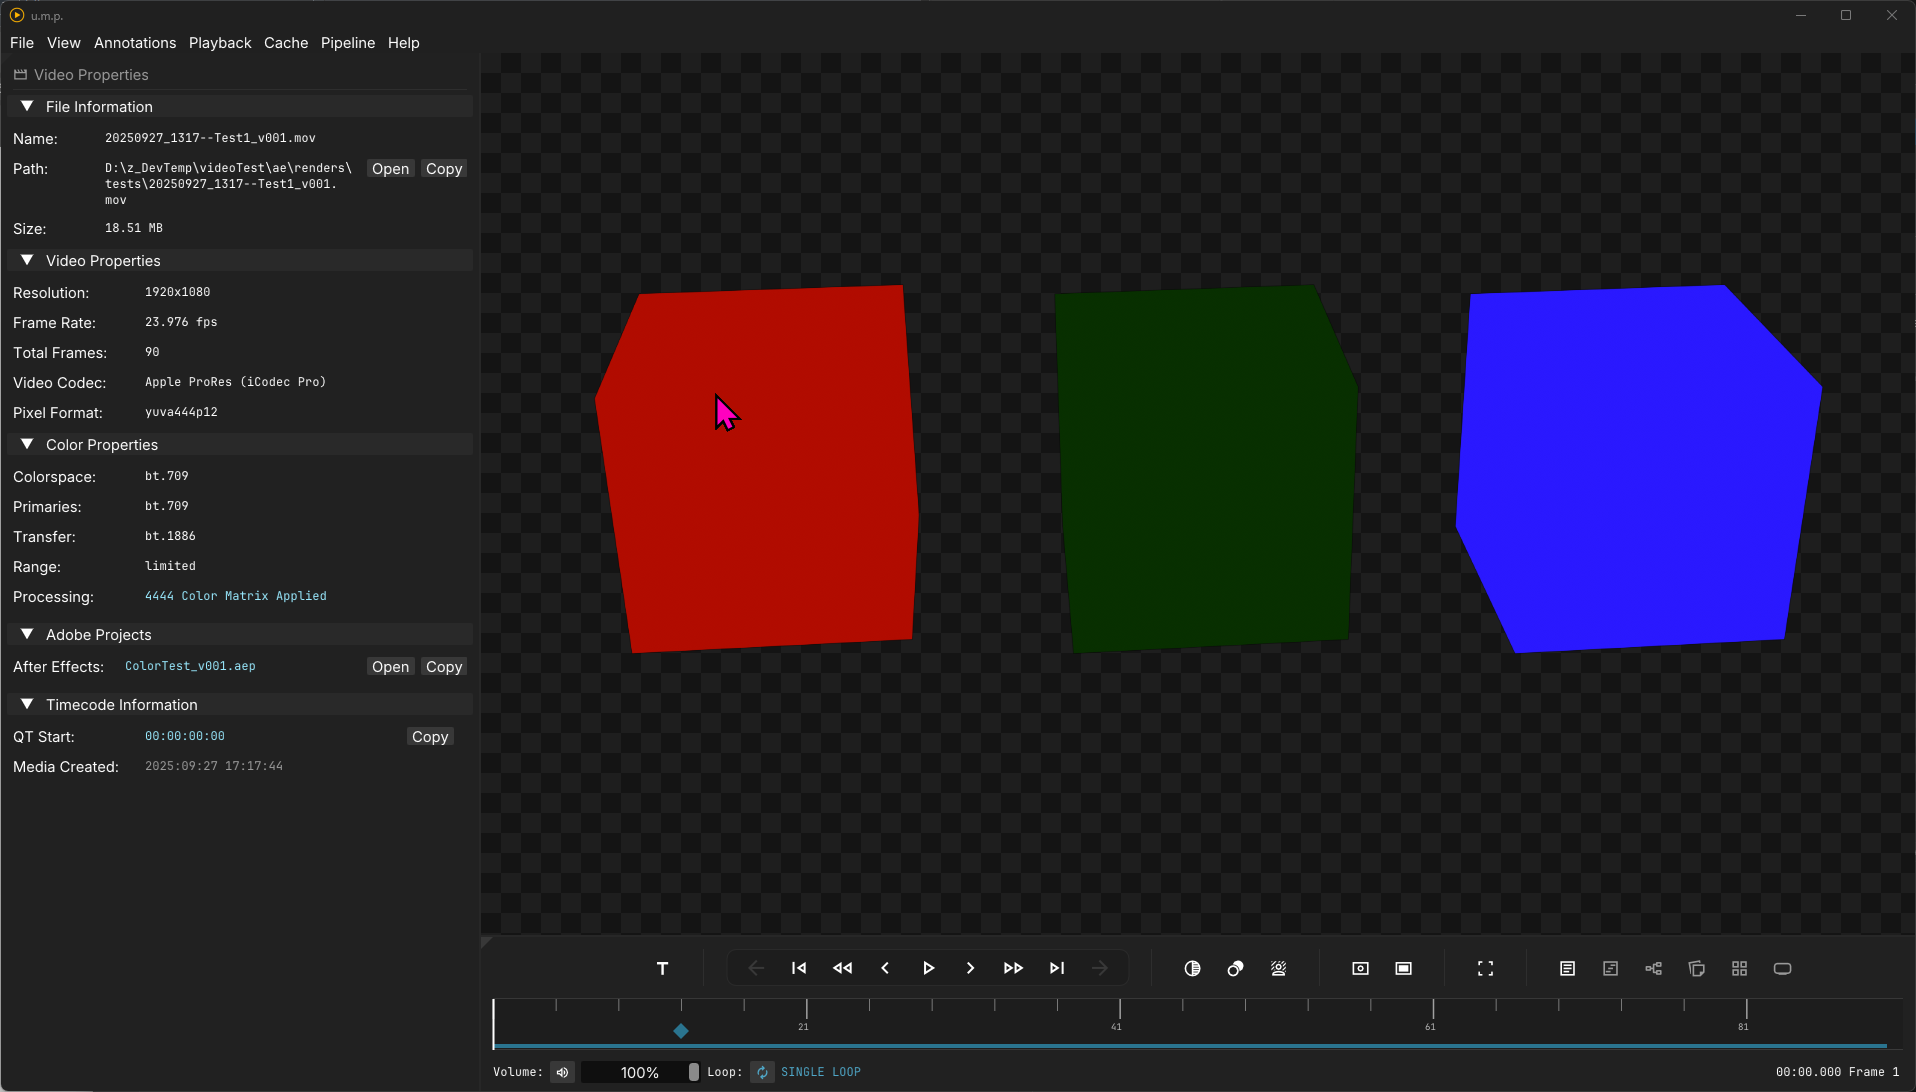 u.m.p.
File View Annotations Playback Cache Pipeline Help
Video Properties
File Information
Name: 20250927_1317--Test1_v001.mov
Path: D:\z_DevTemp\videoTest\ae\renders\
tests\20250927_1317--Test1_v001.
mov
Open Copy
Size: 18.51 MB
Video Properties
Resolution: 1920x1080
Frame Rate: 23.976 fps
Total Frames: 90
Video Codec: Apple ProRes (iCodec Pro)
Pixel Format: yuva444p12
Color Properties
Colorspace: bt.709
Primaries: bt.709
Transfer: bt.1886
Range: limited
Processing: 4444 Color Matrix Applied
Adobe Projects
After Effects: ColorTest_v001.aep Open Copy
Timecode Information
QT Start: 00:00:00:00 Copy
Media Created: 2025:09:27 17:17:44
T
21 41 61 81
Volume: 100% Loop: SINGLE LOOP 00:00.000 Frame 1